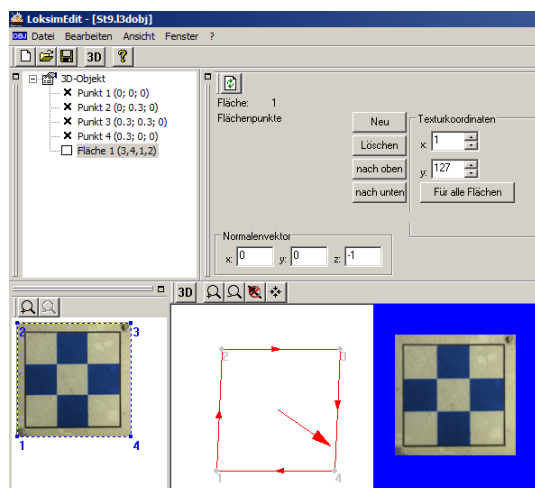 LoksimEdit - [St9.l3dobj]
OBJ Datei Bearbeiten Ansicht Fenster ?
3D ?
3D-Objekt
Punkt 1 (0; 0; 0)
Punkt 2 (0; 0.3; 0)
Punkt 3 (0.3; 0.3; 0)
Punkt 4 (0.3; 0; 0)
Fläche 1 (3,4,1,2)
Fläche: 1
Flächenpunkte
Neu
Löschen
nach oben
nach unten
Texturkoordinaten
x: 1
y: 127
Für alle Flächen
Normalenvektor
x: 0 y: 0 z: -1
3D
2 3
1 4
2 3
1 4